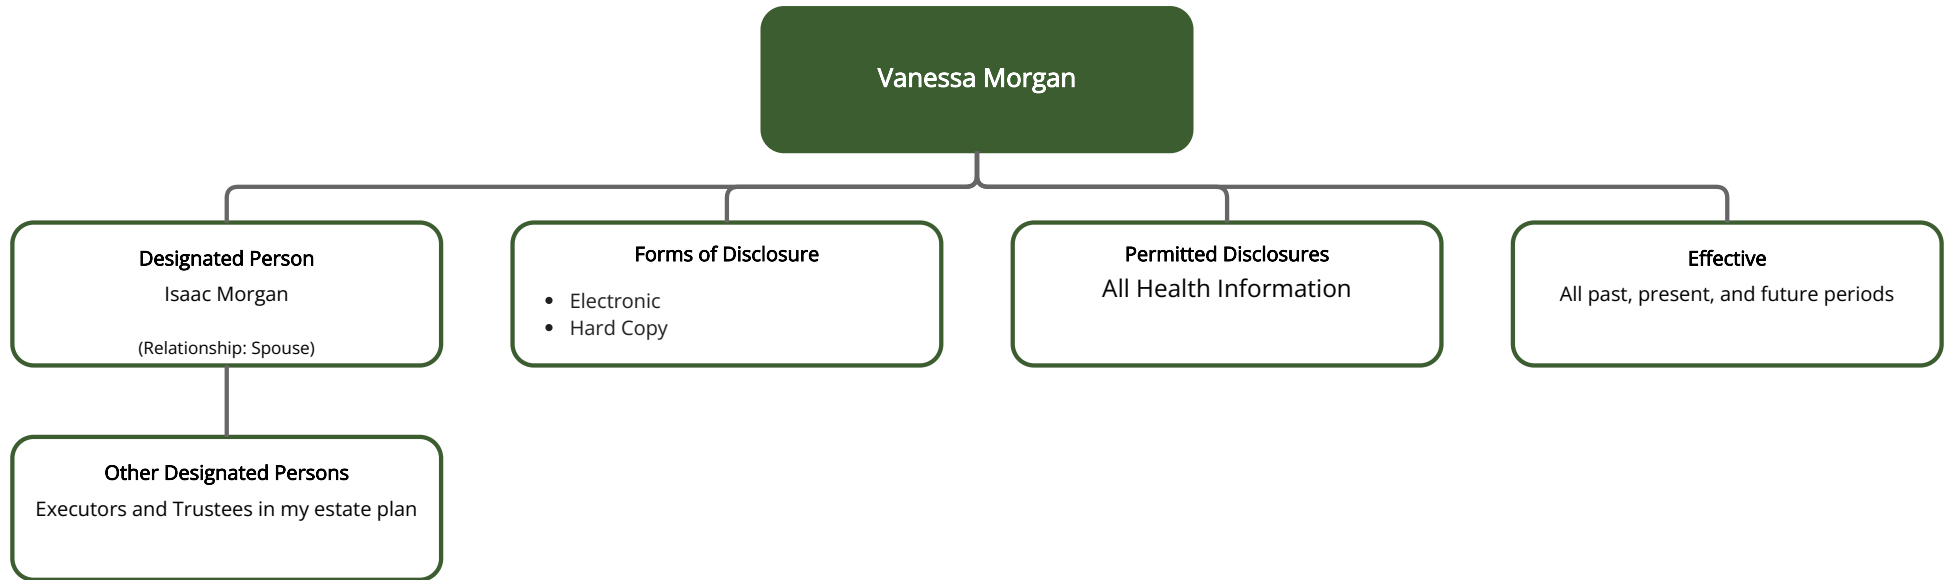 Vanessa Morgan
Designated Person
Isaac Morgan
(Relationship: Spouse)
Forms of Disclosure
• Electronic
• Hard Copy
Permitted Disclosures
All Health Information
Effective
All past, present, and future periods
Other Designated Persons
Executors and Trustees in my estate plan